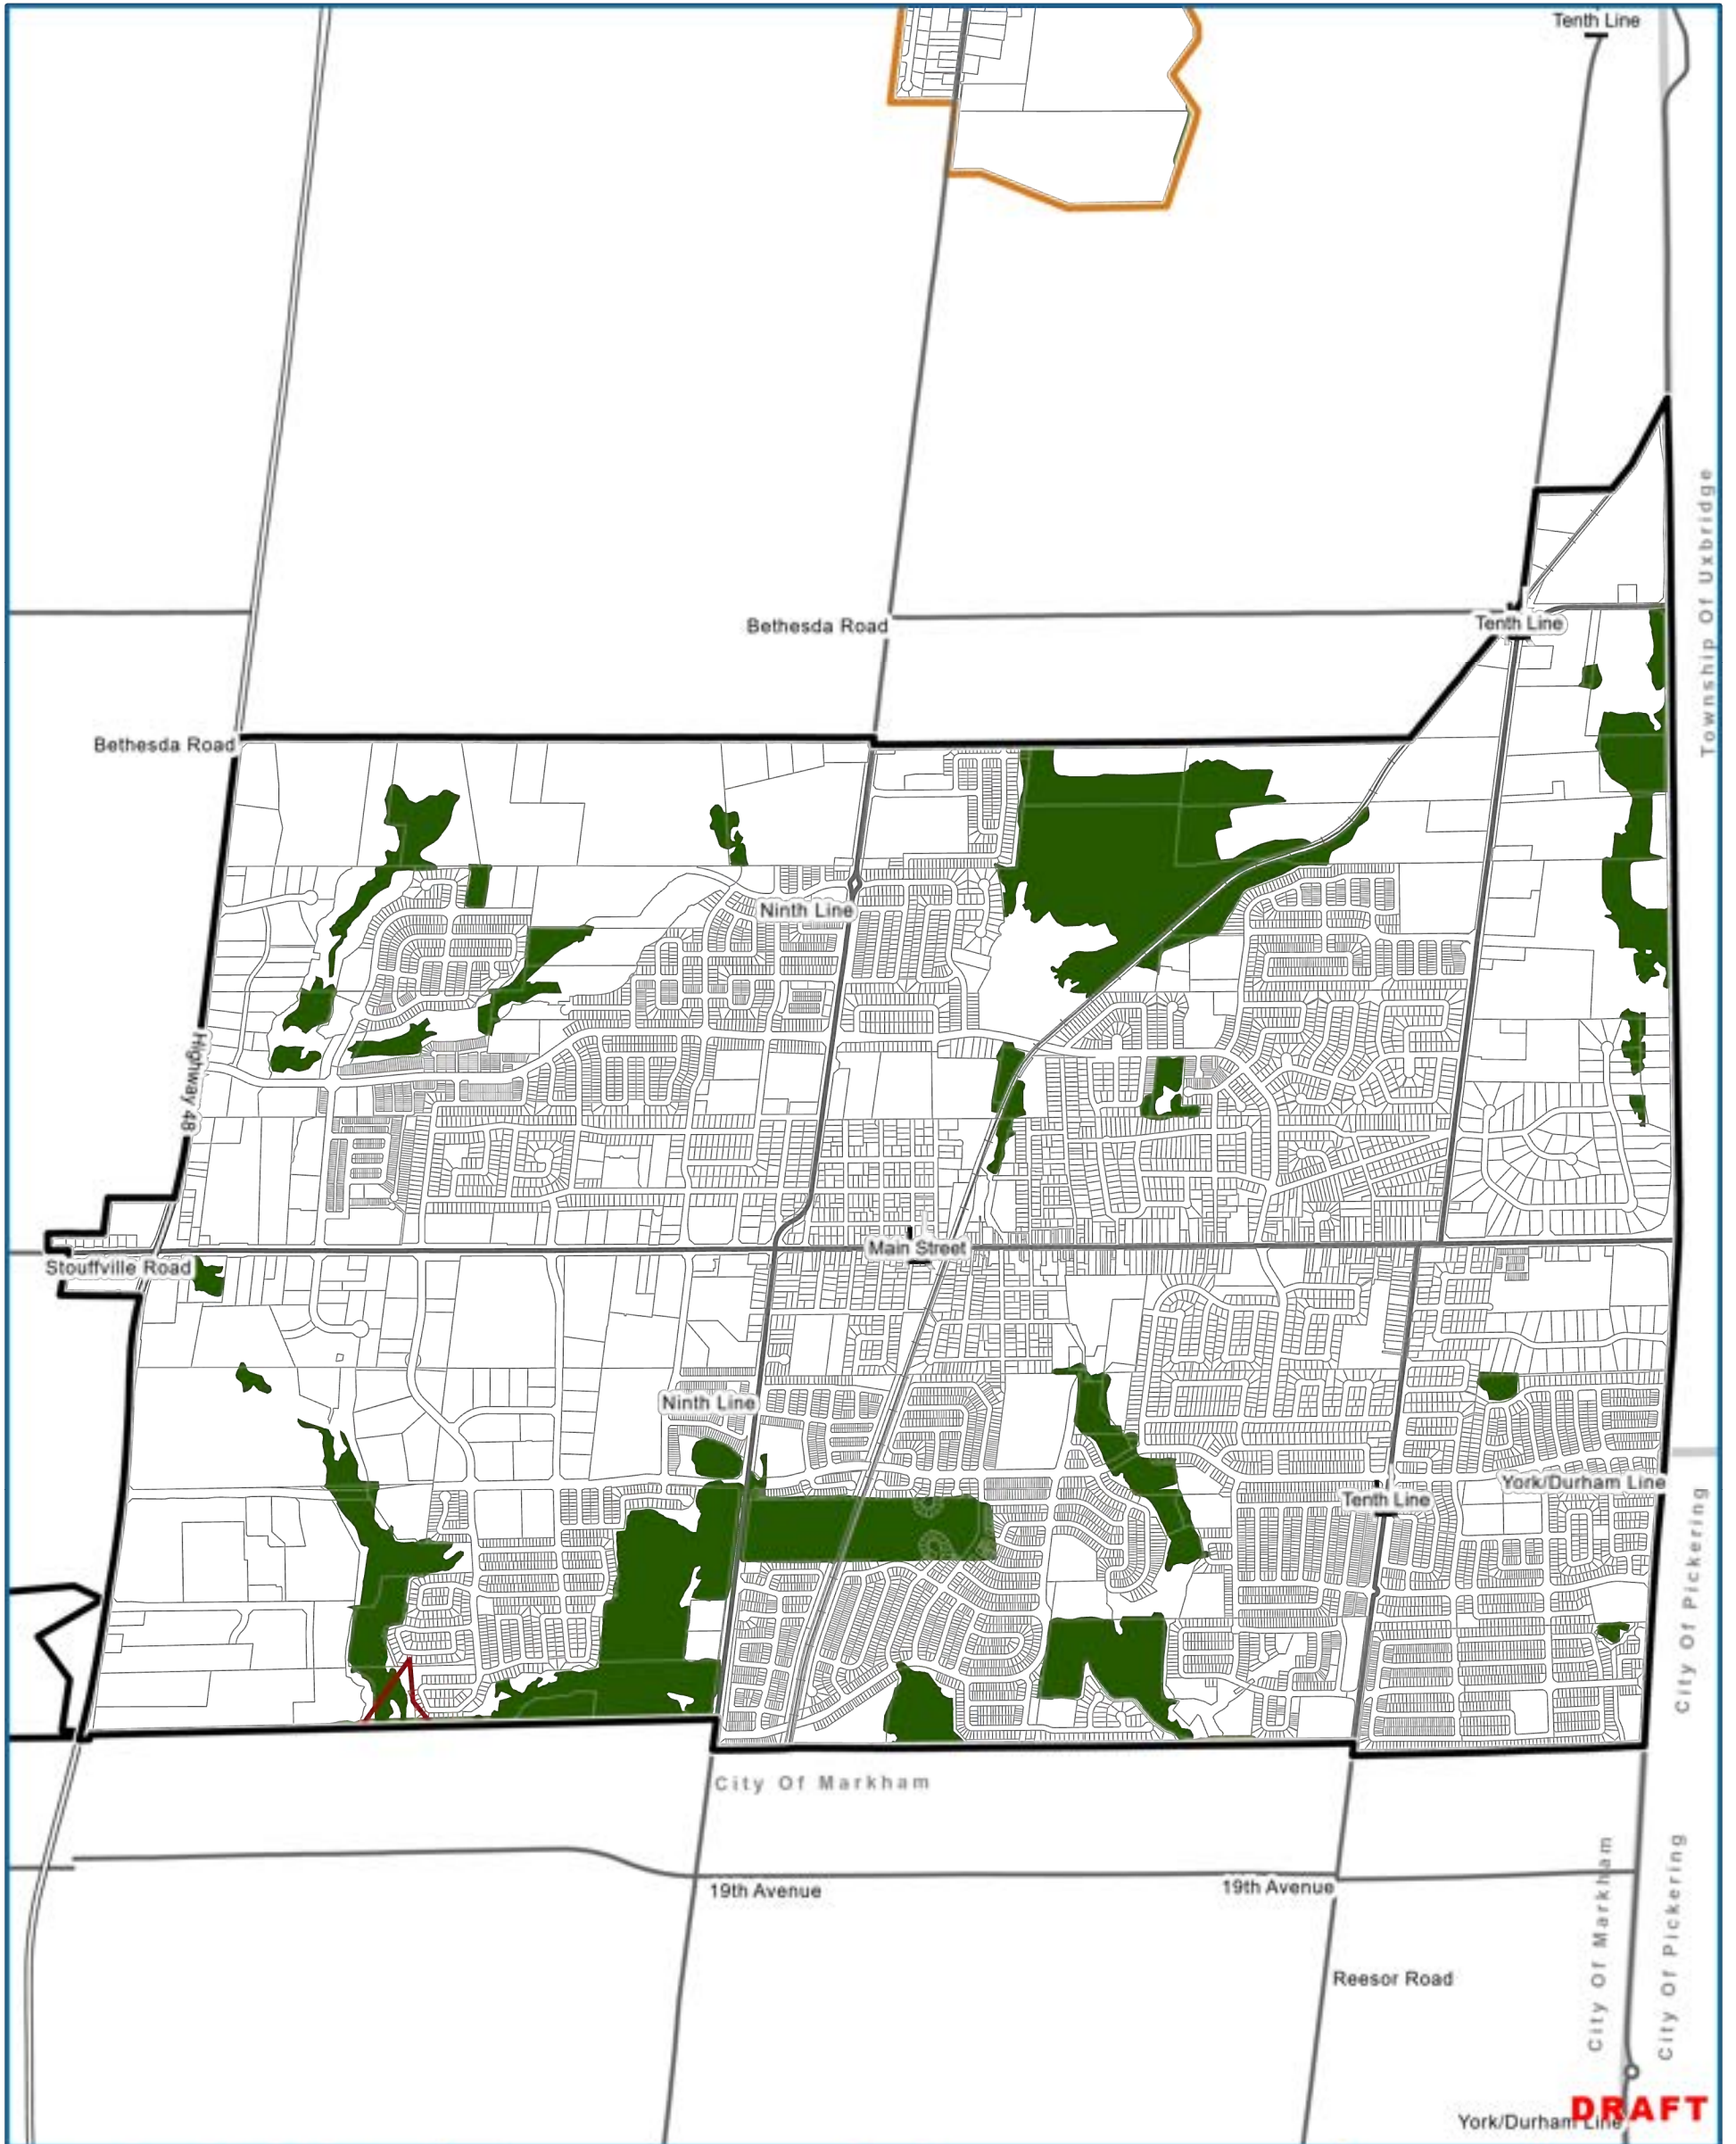 Tenth Line
Township Of Uxbridge
Bethesda Road
Tenth Line
Bethesda Road
Ninth Line
Highway 48
Main Street
Stouffville Road
Ninth Line
York/Durham Line
Tenth Line
City Of Pickering
City Of Markham
19th Avenue
19th Avenue
City Of Markham
City Of Pickering
Reesor Road
DRAFT
York/Durham Line